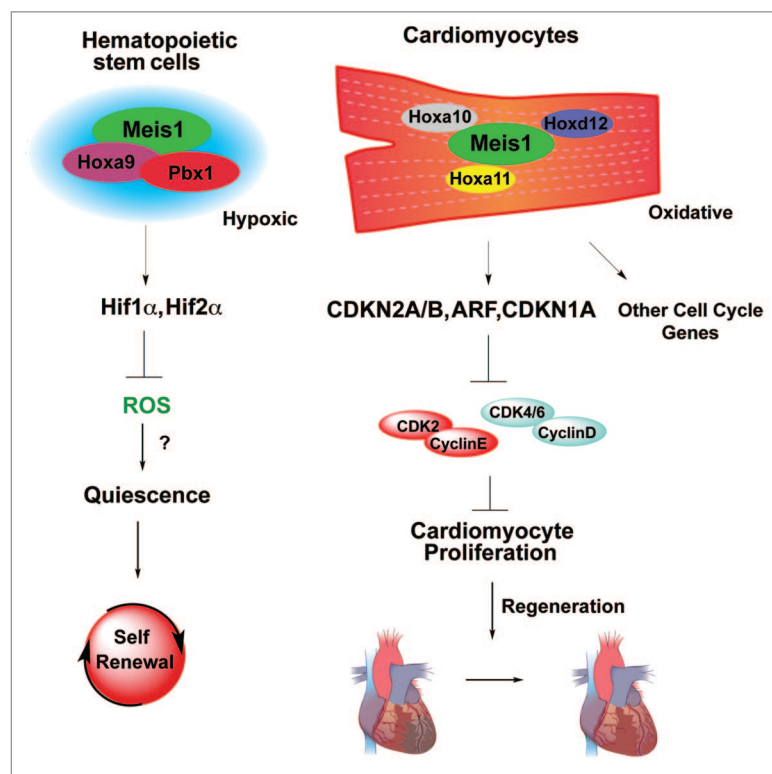 Hematopoietic
stem cells
Meis1
Hoxa9
Pbx1
Hypoxic
Hif1α,Hif2α
ROS
?
Quiescence
Self
Renewal
Cardiomyocytes
Hoxa10
Hoxd12
Meis1
Hoxa11
Oxidative
CDKN2A/B,ARF,CDKN1A
Other Cell Cycle
Genes
CDK2
CyclinE
CDK4/6
CyclinD
Cardiomyocyte
Proliferation
Regeneration